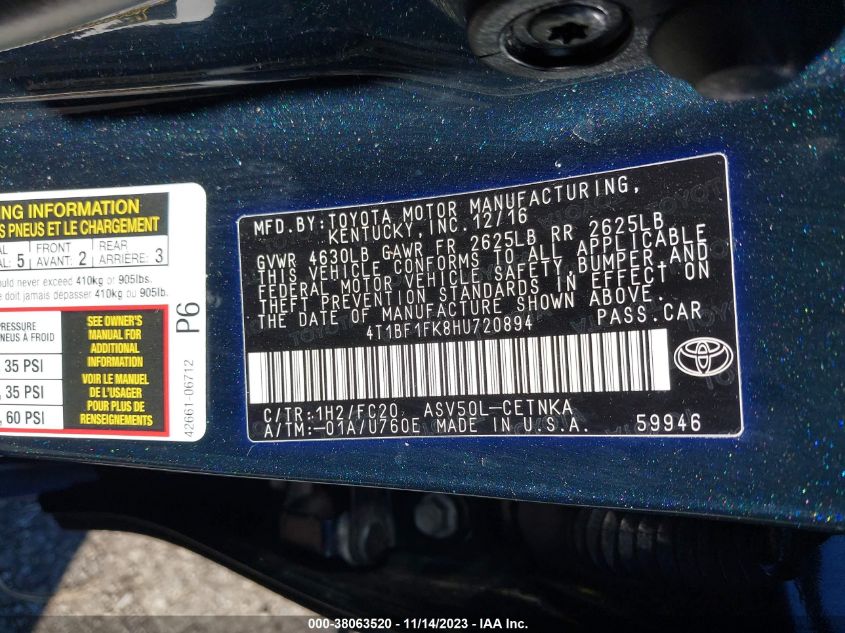 NG INFORMATION
PNEUS ET LE CHARGEMENT
AL 5 FRONT AVANT: 2 REAR ARRIÈRE: 3
ould never exceed 410kg or 905lbs.
e doit jamais dépasser 410kg ou 905lb.
PRESSURE
PNEUS A FROID
35 PSI
35 PSI
60 PSI
SEE OWNER'S
MANUAL FOR
ADDITIONAL
INFORMATION
VOIR LE MANUEL
DE L'USAGER
POUR PLUS DE
RENSEIGNEMENTS
P6
42661-06712
MFD.BY:TOYOTA MOTOR MANUFACTURING,
KENTUCKY, INC. 12/16
GVWR 4630LB GAWR FR 2625LB RR 2625LB
THIS VEHICLE CONFORMS TO ALL APPLICABLE
FEDERAL MOTOR VEHICLE SAFETY,BUMPER,AND
THEFT PREVENTION STANDARDS IN EFFECT ON
THE DATE OF MANUFACTURE SHOWN ABOVE.
4T1BF1FK8HU720894 PASS.CAR
C/TR:1H2/FC20 ASV50L-CETNKA
A/TM:-01A/U760E MADE IN U.S.A. 59946
000-38063520 - 11/14/2023 - IAA Inc.